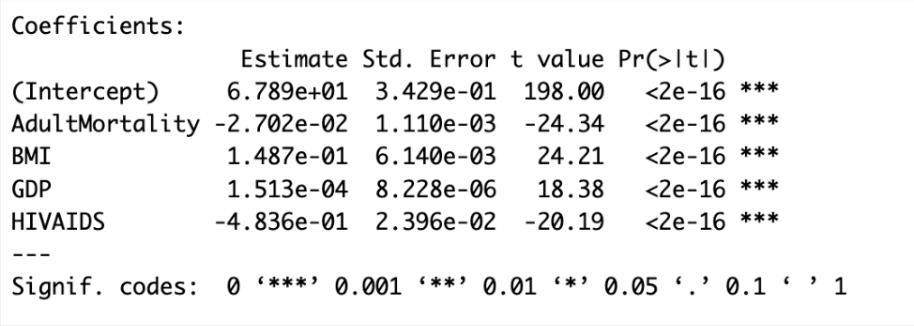 Coefficients:
Estimate Std. Error t value Pr(>|t|)
(Intercept) 6.789e+01 3.429e-01 198.00 <2e-16 ***
AdultMortality -2.702e-02 1.110e-03 -24.34 <2e-16 ***
BMI 1.487e-01 6.140e-03 24.21 <2e-16 ***
GDP 1.513e-04 8.228e-06 18.38 <2e-16 ***
HIVAIDS -4.836e-01 2.396e-02 -20.19 <2e-16 ***
---
Signif. codes: 0 ‘***’ 0.001 ‘**’ 0.01 ‘*’ 0.05 ‘.’ 0.1 ‘ ’ 1